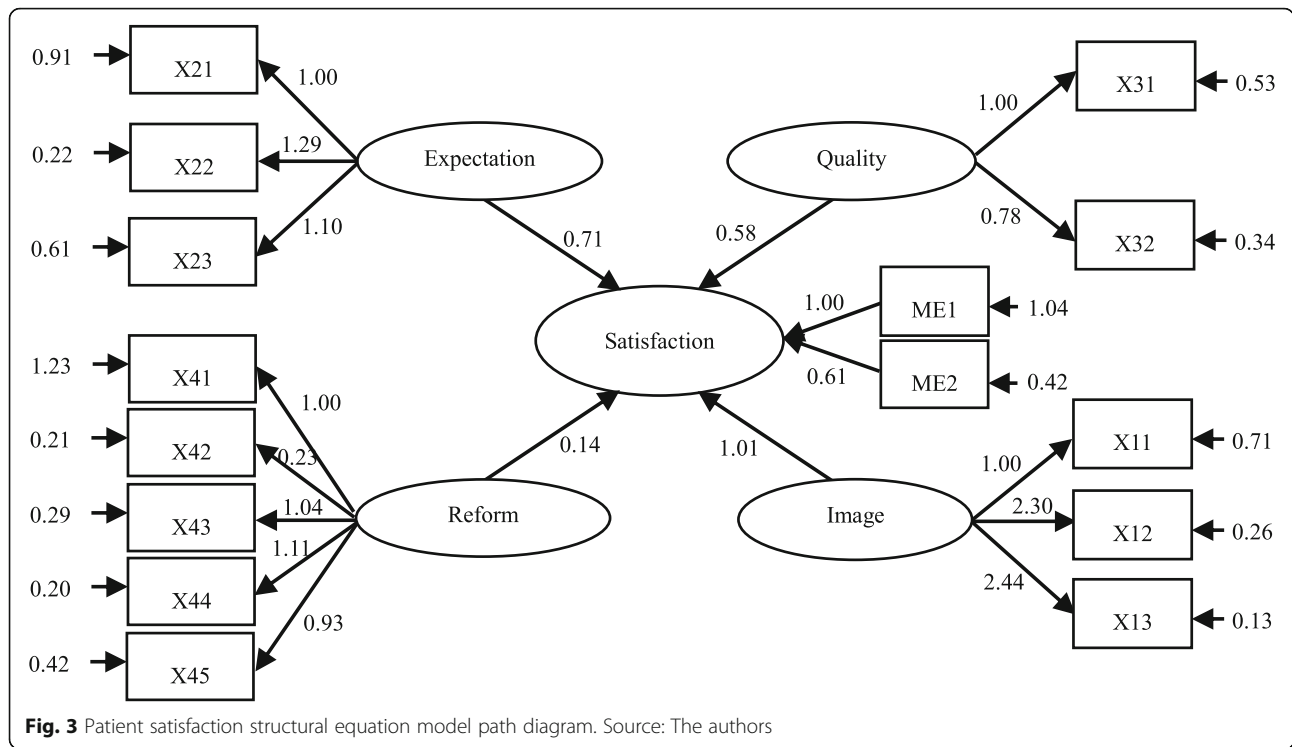 0.91
X21
1.00
0.22
X22
1.29
Expectation
0.61
X23
1.10
0.71
Quality
1.00
X31
0.53
0.78
X32
0.34
0.58
Satisfaction
1.00
ME1
1.04
0.61
ME2
0.42
1.23
X41
1.00
0.21
X42
0.23
0.29
X43
1.04
Reform
0.14
0.20
X44
1.11
0.42
X45
0.93
1.01
Image
1.00
X11
0.71
2.30
X12
0.26
2.44
X13
0.13
Fig. 3 Patient satisfaction structural equation model path diagram. Source: The authors